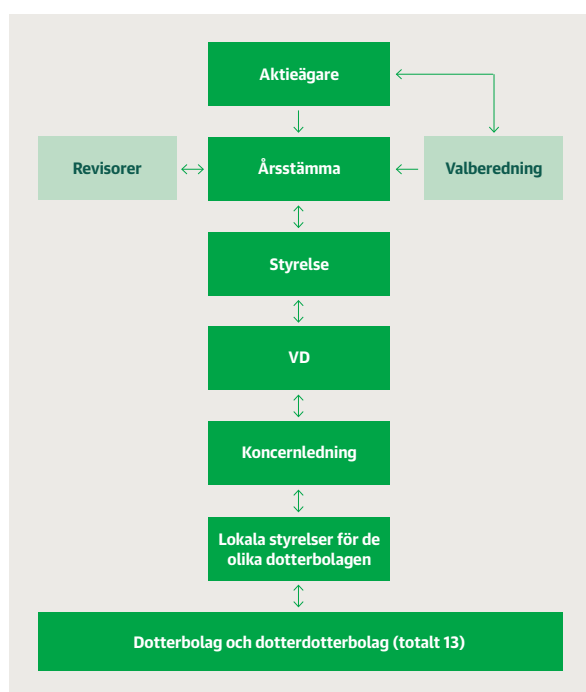 Aktieägare
Revisorer
Årsstämma
Valberedning
Styrelse
VD
Koncernledning
Lokala styrelser för de
olika dotterbolagen
Dotterbolag och dotterdotterbolag (totalt 13)